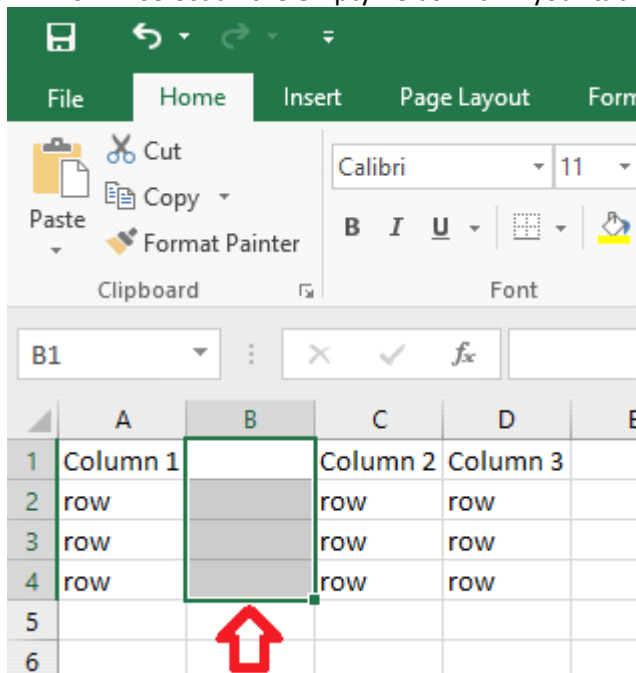 File Home Insert Page Layout
Cut
Calibri 11
Copy
Paste
B I U
Format Painter
Clipboard Font
B1 fx
A B C D
1 Column 1 Column 2 Column 3
2 row row row
3 row row row
4 row row row
5
6